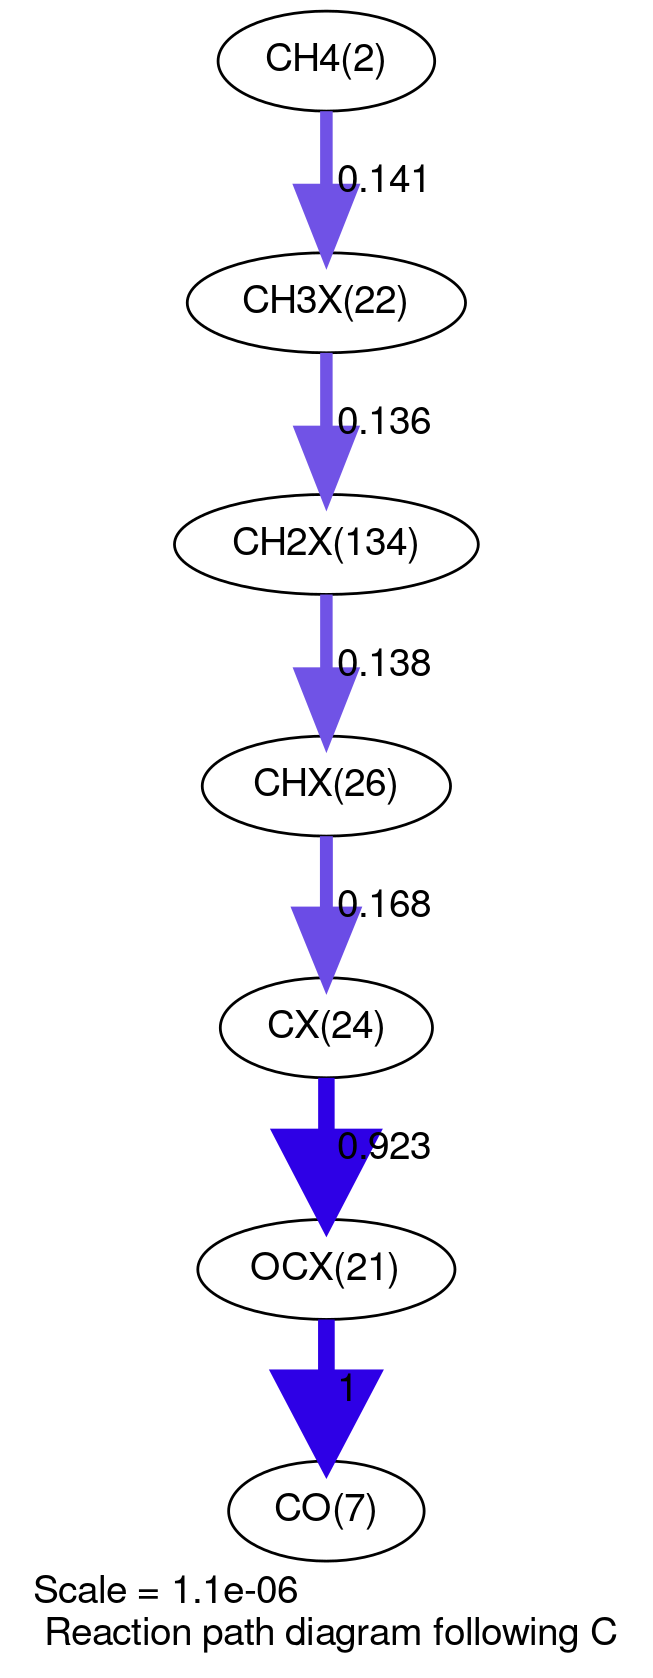 CH4(2)
0.141
CH3X(22)
0.136
CH2X(134)
0.138
CHX(26)
0.168
CX(24)
0.923
OCX(21)
1
CO(7)
Scale = 1.1e-06
Reaction path diagram following C